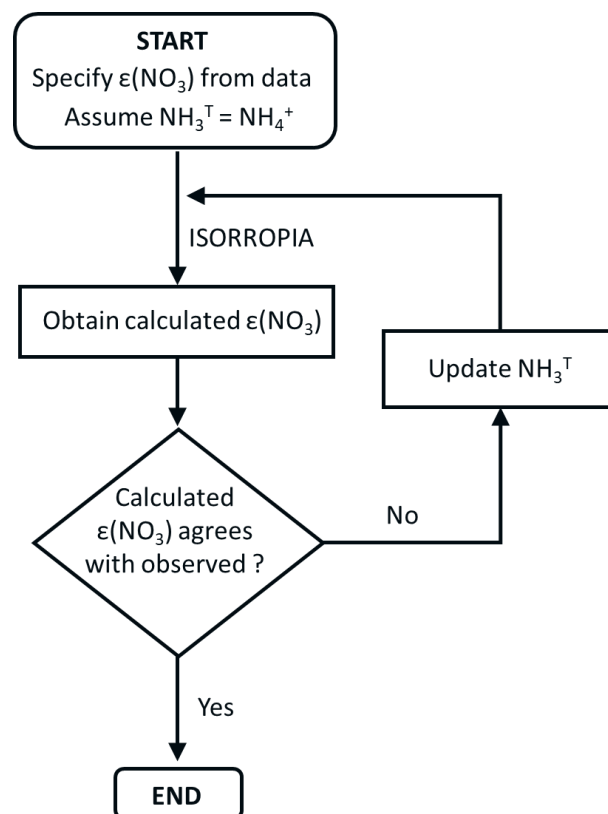 START
Specify ε(NO₃) from data
Assume NH₃ᵀ = NH₄⁺
ISORROPIA
Obtain calculated ε(NO₃)
Update NH₃ᵀ
Calculated
ε(NO₃) agrees
with observed ?
No
Yes
END